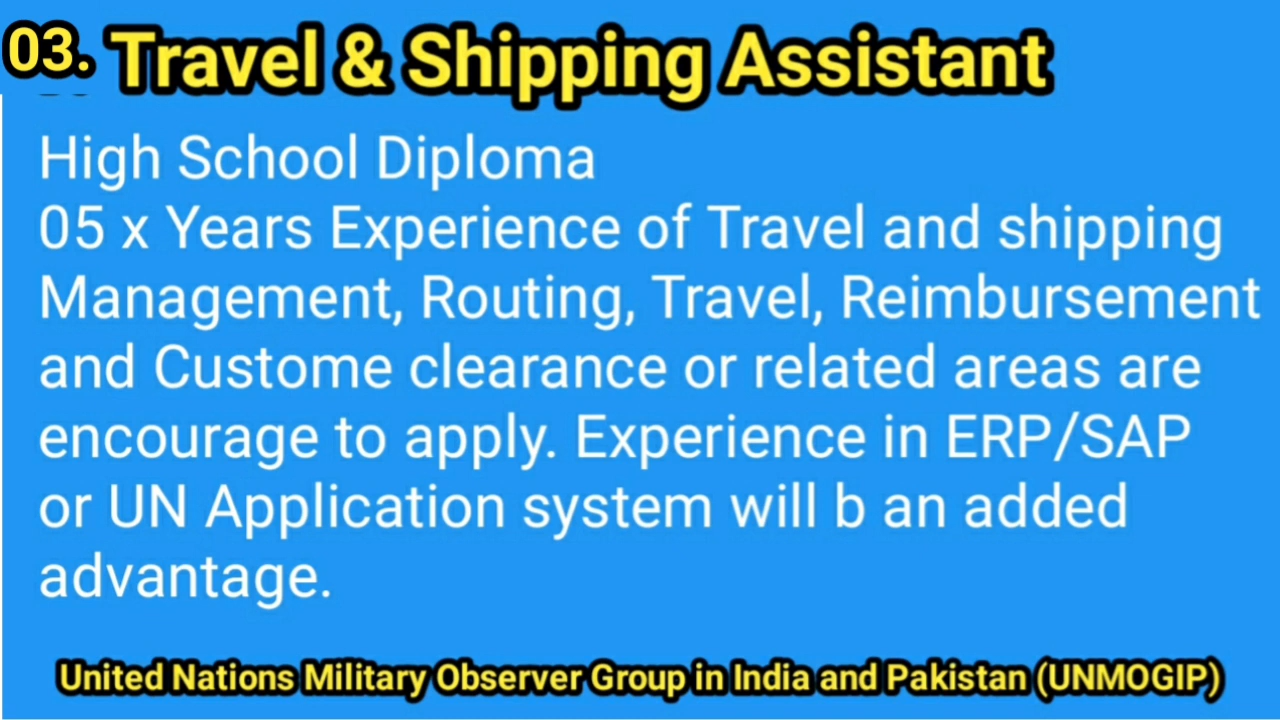 03. Travel & Shipping Assistant
High School Diploma
05 x Years Experience of Travel and shipping
Management, Routing, Travel, Reimbursement
and Custome clearance or related areas are
encourage to apply. Experience in ERP/SAP
or UN Application system will b an added
advantage.
United Nations Military Observer Group in India and Pakistan (UNMOGIP)